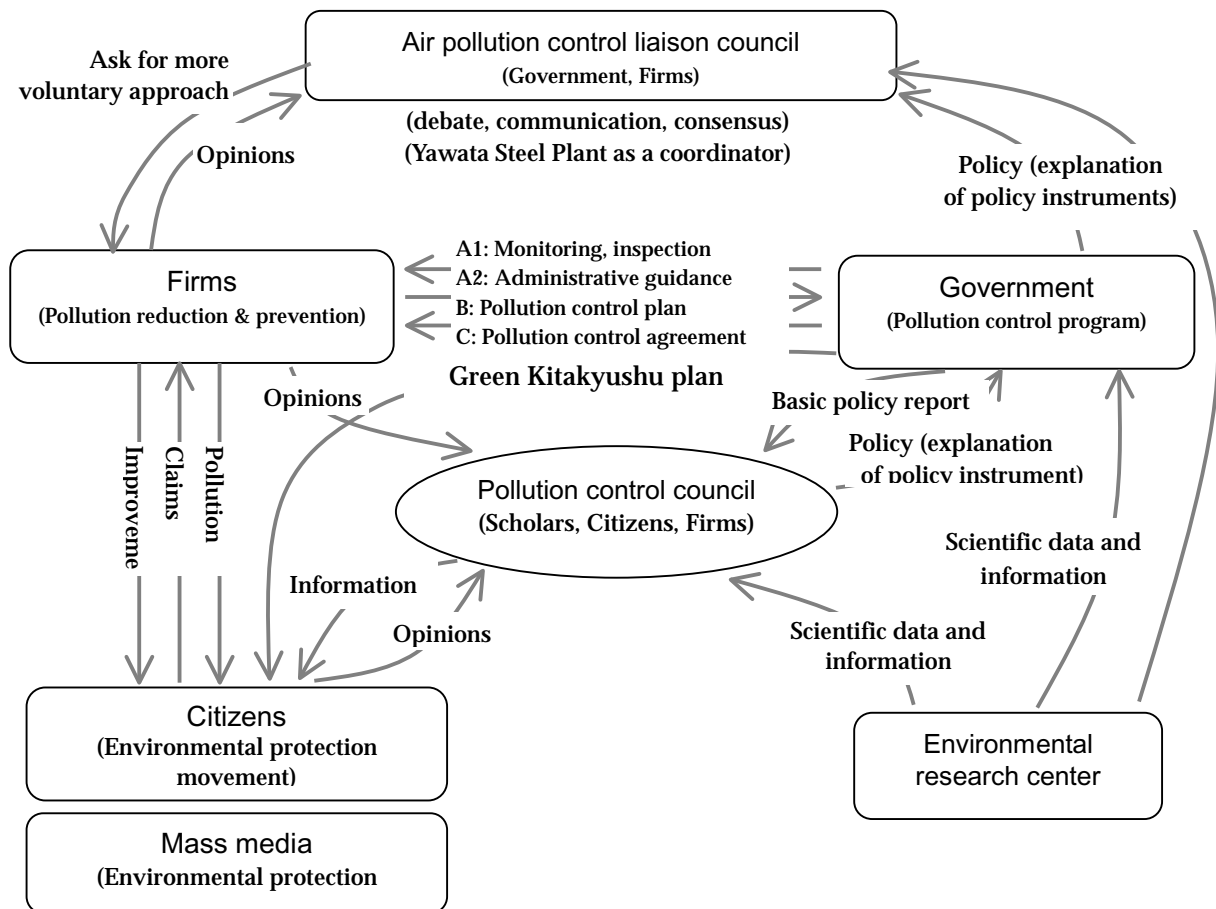 Air pollution control liaison council
(Government, Firms)
Ask for more
voluntary approach
(debate, communication, consensus)
(Yawata Steel Plant as a coordinator)
Opinions
Policy (explanation
of policy instruments)
Firms
(Pollution reduction & prevention)
A1: Monitoring, inspection
A2: Administrative guidance
B: Pollution control plan
C: Pollution control agreement
Green Kitakyushu plan
Government
(Pollution control program)
Opinions
Basic policy report
Policy (explanation
of policy instrument)
Improveme
Claims
Pollution
Pollution control council
(Scholars, Citizens, Firms)
Scientific data and
information
Information
Opinions
Scientific data and
information
Citizens
(Environmental protection
movement)
Environmental
research center
Mass media
(Environmental protection